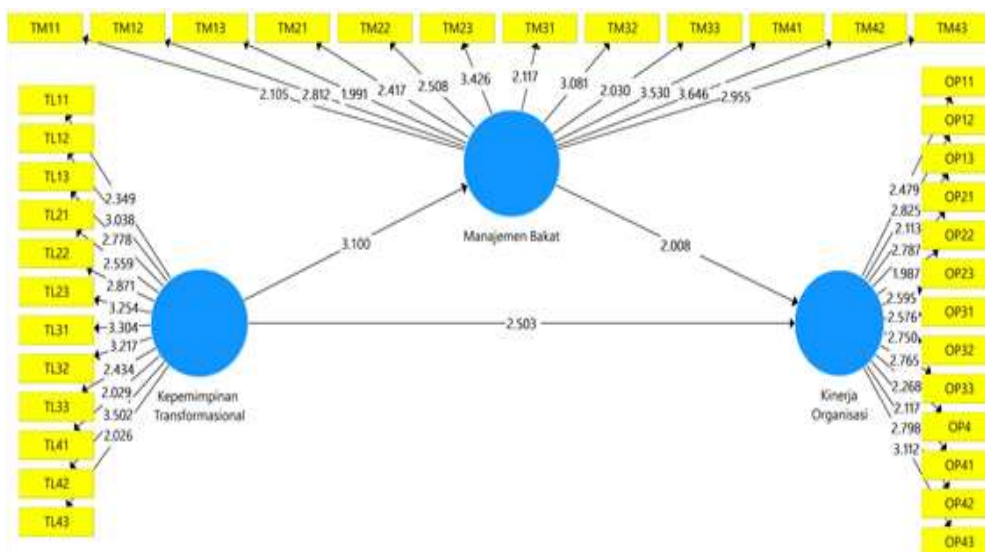 TM11 TM12 TM13 TM21 TM22 TM23 TM31 TM32 TM33 TM41 TM42 TM43
2.105 2.812 1.991 2.417 2.508 3.426 2.117 3.081 2.030 3.530 3.646 2.955
TL11
TL12
TL13
TL21
TL22
TL23
TL31
TL32
TL33
TL41
TL42
TL43
2.349
3.038
2.778
2.559
2.871
3.254
3.304
3.217
2.434
2.029
3.502
2.026
Kepemimpinan
Transformasional
3.100
Manajemen Bakat
2.008
2.503
Kinerja
Organisasi
2.479
2.825
2.113
2.787
1.987
2.595
2.576
2.750
2.765
2.268
2.117
2.798
3.112
OP11
OP12
OP13
OP21
OP22
OP23
OP31
OP32
OP33
OP4
OP41
OP42
OP43